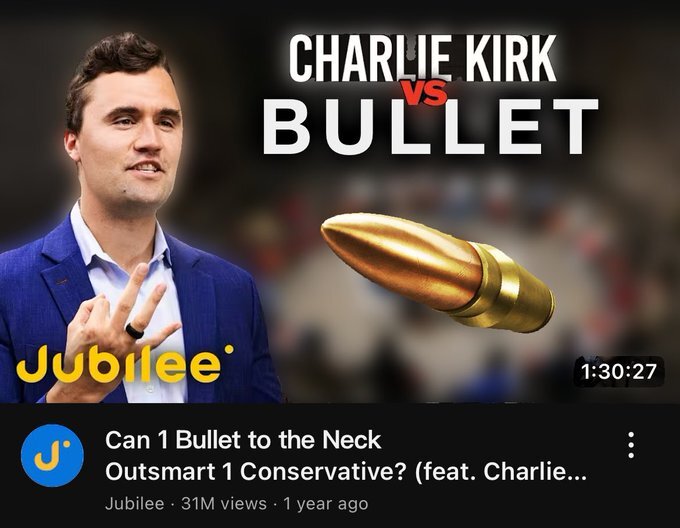 CHARLIE KIRK
VS
BULLET
Jubilee
1:30:27
Can 1 Bullet to the Neck
Outsmart 1 Conservative? (feat. Charlie...
Jubilee · 31M views · 1 year ago